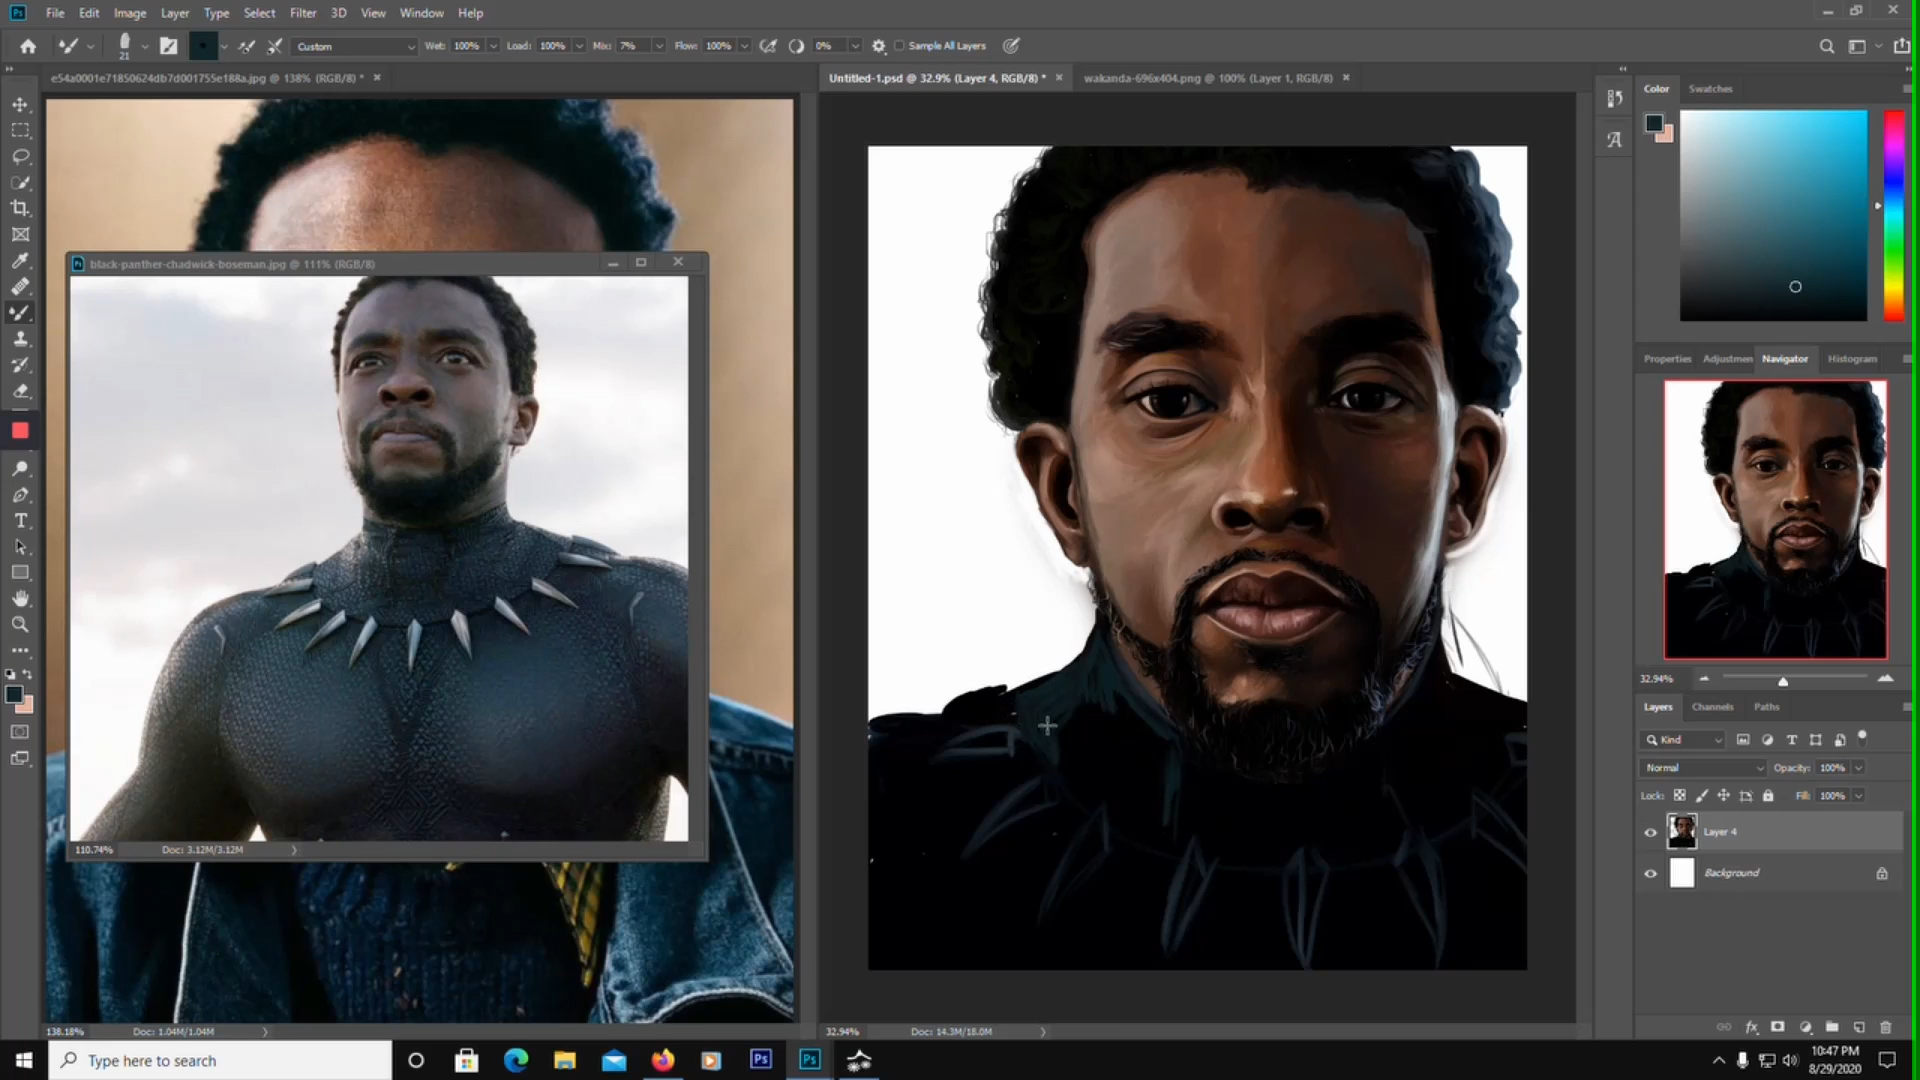 Ps File Edit Image Layer Type Select Filter 3D View Window Help
21 Custom Wet: 100% Load: 100% Mix: 7% Flow: 100% 0% Sample All Layers
e54a0001e71850624db7d001755e188a.jpg @ 138% (RGB/8) *
Untitled-1.psd @ 32.9% (Layer 4, RGB/8) *
wakanda-696x404.png @ 100% (Layer 1, RGB/8)
Color Swatches
black-panther-chadwick-boseman.jpg @ 111% (RGB/8)
Properties Adjustmen Navigator Histogram
32.94%
Layers Channels Paths
Kind
Normal Opacity: 100%
Lock: Fill: 100%
Layer 4
Background
110.74% Doc: 3.12M/3.12M
138.18% Doc: 1.04M/1.04M
32.94% Doc: 14.3M/18.0M
Type here to search
Ps Ps
10:47 PM
8/29/2020